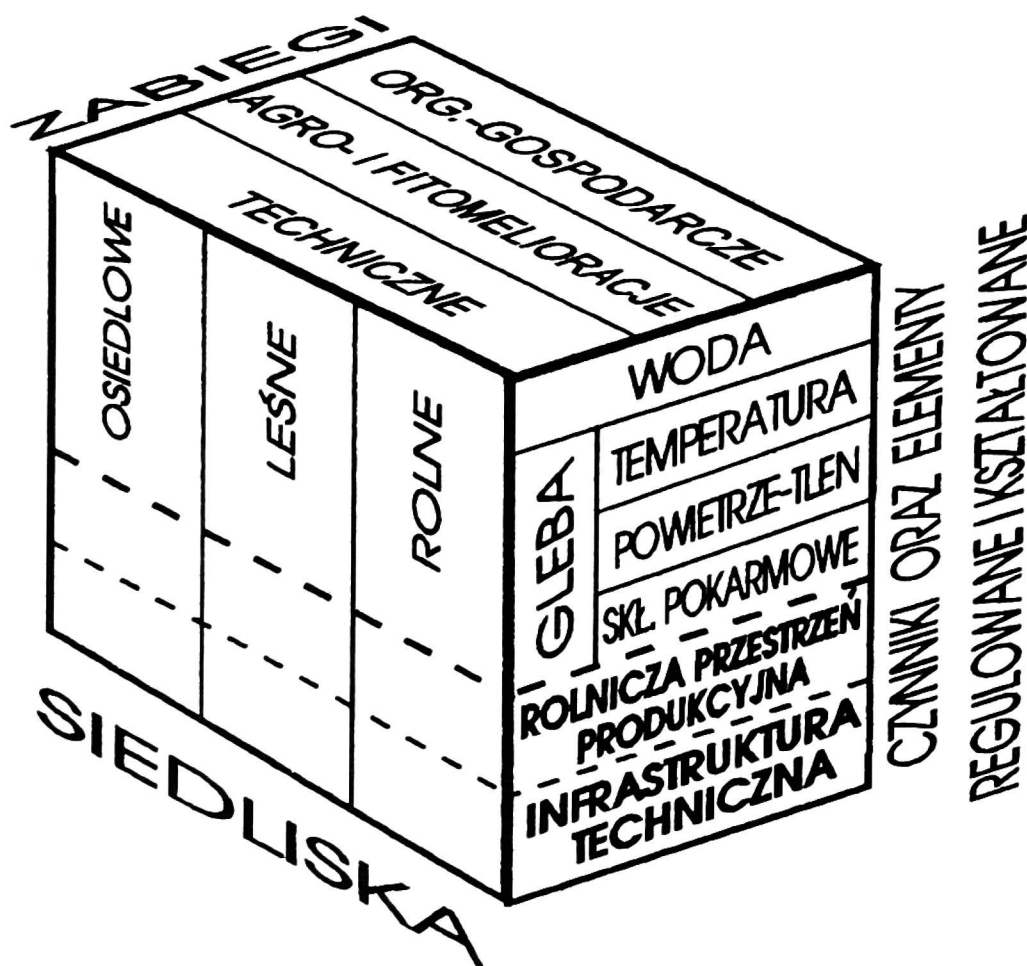 ZABIEGI
ORG.-GOSPODARCZE
AGRO- I FITOMELIORACJE
TECHNICZNE
OSIEDLOWE
LEŚNE
ROLNE
WODA
GLEBA
TEMPERATURA
POWIETRZE-TLEN
SKŁ. POKARMOWE
ROLNICZA PRZESTRZEŃ
PRODUKCYJNA
INFRASTRUKTURA
TECHNICZNA
SIEDLISKA
CZYNNIKI ORAZ ELEMENTY
REGULOWANE I KSZTAŁTOWANE